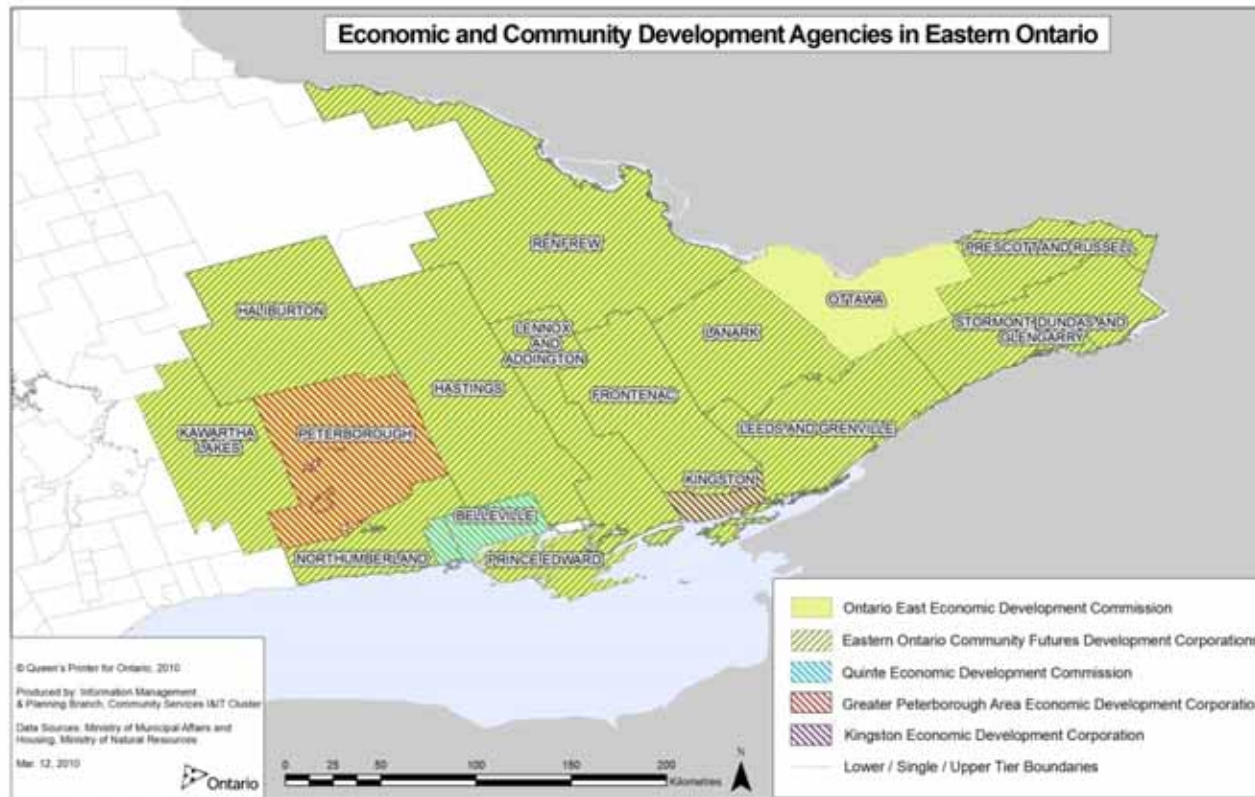 Economic and Community Development Agencies in Eastern Ontario
RENFREW
PRESCOTT AND RUSSELL
HALIBURTON
OTTAWA
LENNOX
AND
ADDINGTON
LANARK
STORMONT, DUNDAS AND
GLENGARRY
HASTINGS
FRONTENAC
KAWARTHA
LAKES
PETERBOROUGH
LEEDS AND GRENVILLE
KINGSTON
BELLEVILLE
NORTHUMBERLAND
PRINCE EDWARD
Ontario East Economic Development Commission
Eastern Ontario Community Futures Development Corporations
Quinte Economic Development Commission
Greater Peterborough Area Economic Development Corporation
Kingston Economic Development Corporation
Lower / Single / Upper Tier Boundaries
© Queen's Printer for Ontario, 2010
Produced by: Information Management
& Planning Branch, Community Services I&IT Cluster
Data Sources: Ministry of Municipal Affairs and
Housing, Ministry of Natural Resources
Mar. 12, 2010
Ontario
0 25 50 100 150 200
Kilometres
N